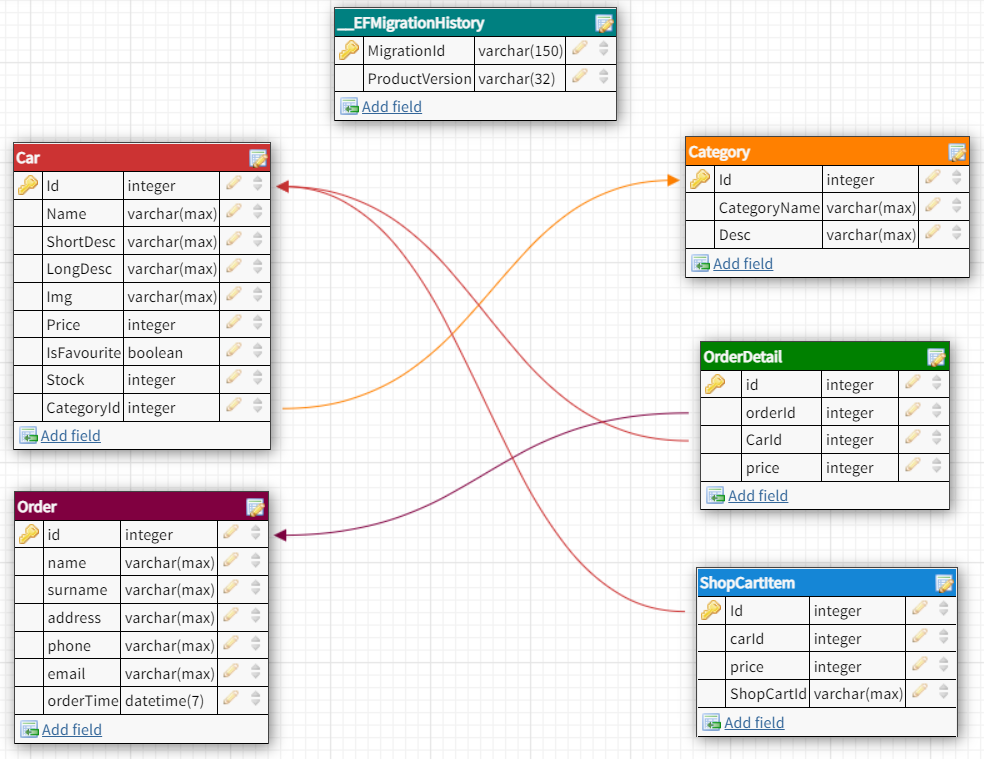 __EFMigrationHistory
MigrationId varchar(150)
ProductVersion varchar(32)
Add field
Car
Id integer
Name varchar(max)
ShortDesc varchar(max)
LongDesc varchar(max)
Img varchar(max)
Price integer
IsFavourite boolean
Stock integer
CategoryId integer
Add field
Category
Id integer
CategoryName varchar(max)
Desc varchar(max)
Add field
OrderDetail
id integer
orderId integer
CarId integer
price integer
Add field
Order
id integer
name varchar(max)
surname varchar(max)
address varchar(max)
phone varchar(max)
email varchar(max)
orderTime datetime(7)
Add field
ShopCartItem
Id integer
carId integer
price integer
ShopCartId varchar(max)
Add field